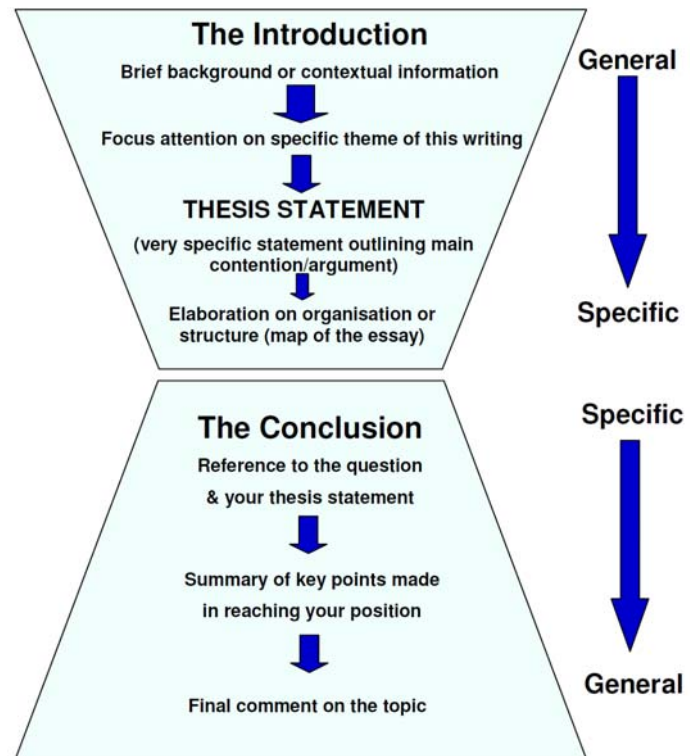 The Introduction
Brief background or contextual information
Focus attention on specific theme of this writing
THESIS STATEMENT
(very specific statement outlining main
contention/argument)
Elaboration on organisation or
structure (map of the essay)
General
Specific
The Conclusion
Reference to the question
& your thesis statement
Summary of key points made
in reaching your position
Final comment on the topic
Specific
General